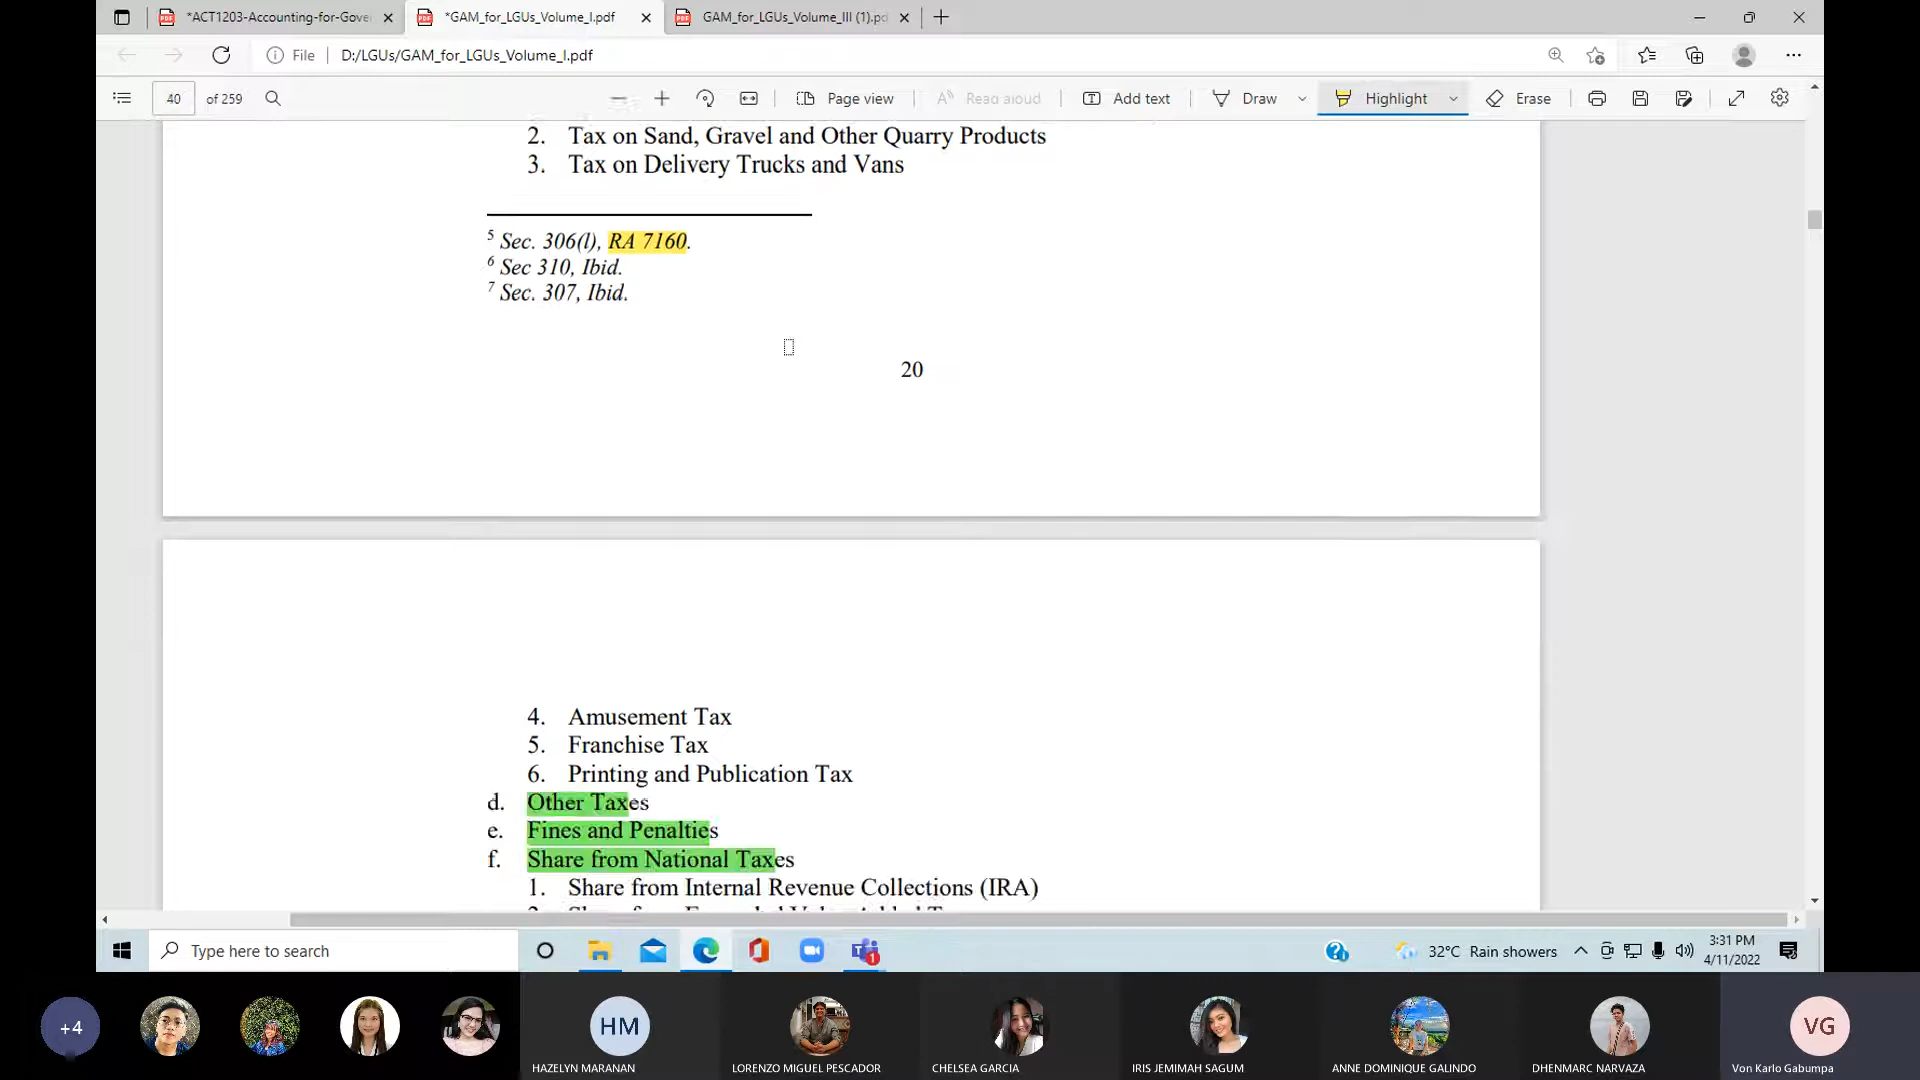 *ACT1203-Accounting-for-Gove
*GAM_for_LGUs_Volume_I.pdf
GAM_for_LGUs_Volume_III (1).pd
File
D:/LGUs/GAM_for_LGUs_Volume_I.pdf
40 of 259
Page view
Read aloud
Add text
Draw
Highlight
Erase
2. Tax on Sand, Gravel and Other Quarry Products
3. Tax on Delivery Trucks and Vans
5 Sec. 306(l), RA 7160.
6 Sec 310, Ibid.
7 Sec. 307, Ibid.
20
4. Amusement Tax
5. Franchise Tax
6. Printing and Publication Tax
d. Other Taxes
e. Fines and Penalties
f. Share from National Taxes
1. Share from Internal Revenue Collections (IRA)
Type here to search
1
32°C Rain showers
3:31 PM
4/11/2022
+4
HM
VG
HAZELYN MARANAN
LORENZO MIGUEL PESCADOR
CHELSEA GARCIA
IRIS JEMIMAH SAGUM
ANNE DOMINIQUE GALINDO
DHENMARC NARVAZA
Von Karlo Gabumpa